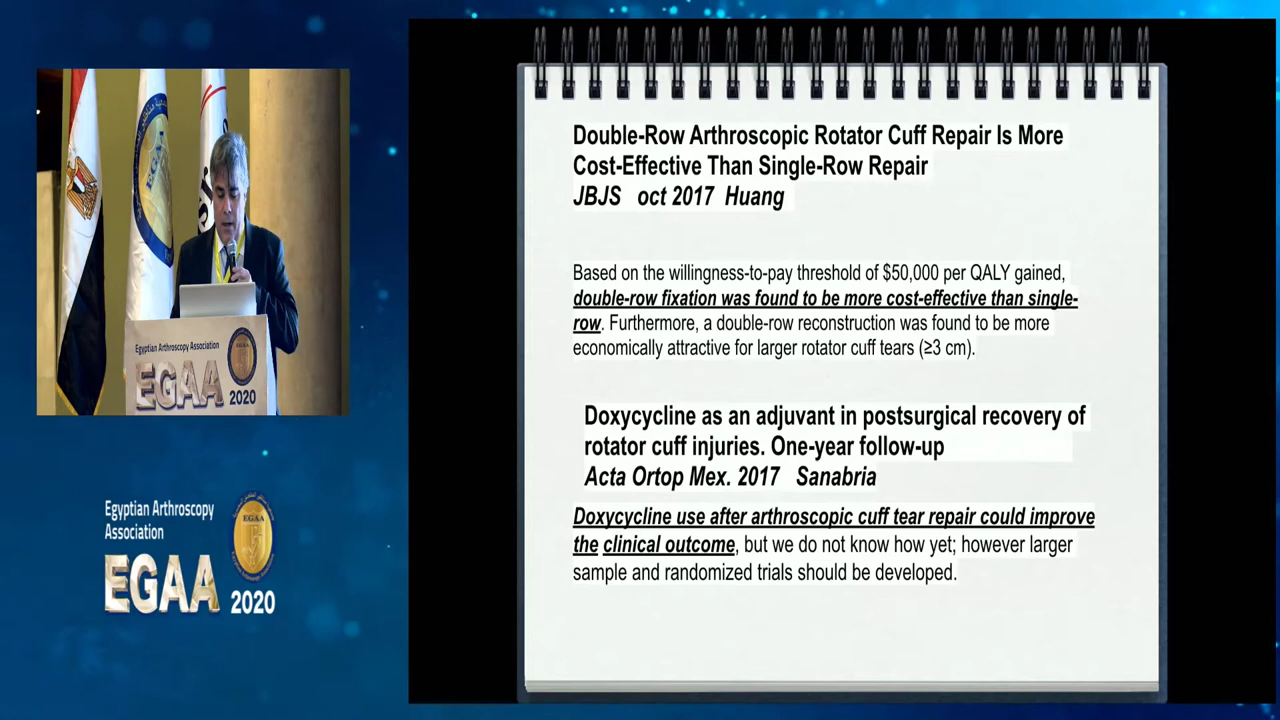 Double-Row Arthroscopic Rotator Cuff Repair Is More
Cost-Effective Than Single-Row Repair
JBJS oct 2017 Huang
Based on the willingness-to-pay threshold of $50,000 per QALY gained,
double-row fixation was found to be more cost-effective than single-
row. Furthermore, a double-row reconstruction was found to be more
economically attractive for larger rotator cuff tears (≥3 cm).
Doxycycline as an adjuvant in postsurgical recovery of
rotator cuff injuries. One-year follow-up
Acta Ortop Mex. 2017 Sanabria
Doxycycline use after arthroscopic cuff tear repair could improve
the clinical outcome, but we do not know how yet; however larger
sample and randomized trials should be developed.
Egyptian Arthroscopy Association
EGAA
2020
Egyptian Arthroscopy
Association
EGAA
EGAA
2020